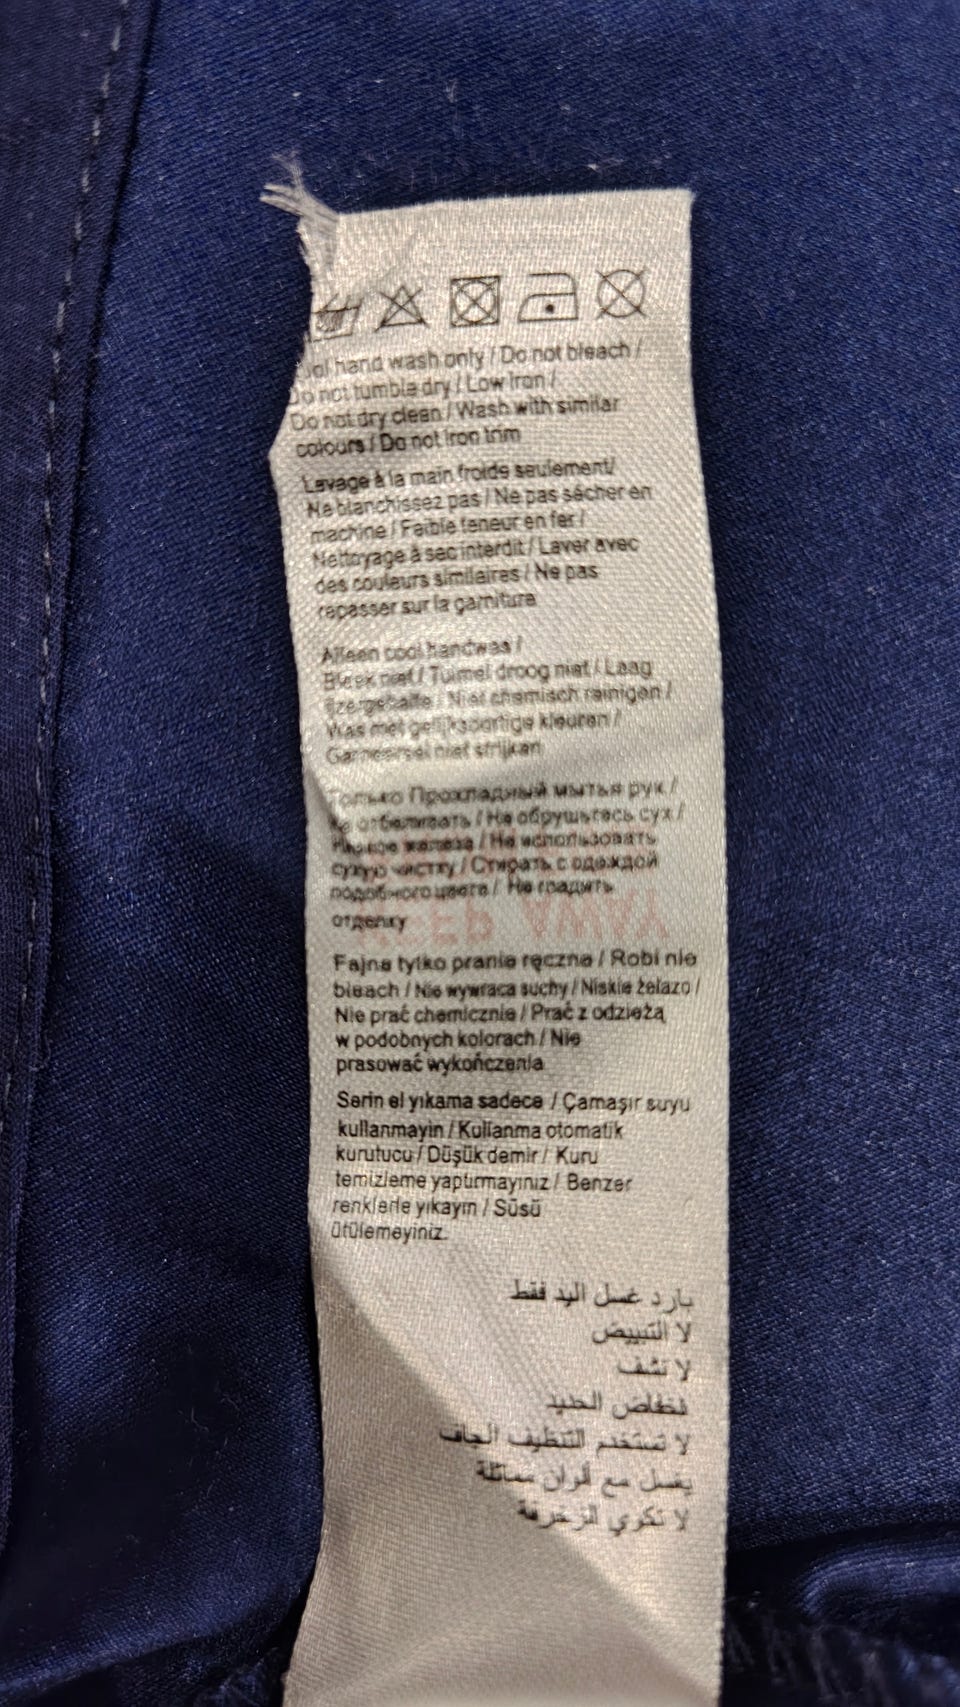 ol hand wash only / Do not bleach /
Do not tumble dry / Low Iron /
Do not dry clean / Wash with similar
colours / Do not Iron trim
Lavage à la main froide seulement/
Ne blanchissez pas / Ne pas sécher en
machine / Faible teneur en fer /
Nettoyage à sec interdit / Laver avec
des couleurs similaires / Ne pas
repasser sur la garniture
Alleen cool handwas /
Bleek niet / Tuimel droog niet / Laag
Ijzergehalte / Niet chemisch reinigen /
Was met gelijksoortige kleuren /
Garneersel niet strijken
Только Прохладный мытья рук /
Не отбеливать / Не обрушьтесь сух /
Низкое железа / Не использовать
сухую чистку / Стирать с одеждой
подобного цвета / Не гладить
отделку
KEEP AWAY
Fajna tylko pranie ręczne / Robi nie
bleach / Nie wywraca suchy / Niskie żelazo /
Nie prać chemicznie / Prać z odzieżą
w podobnych kolorach / Nie
prasować wykończenia
Serin el yıkama sadece / Çamaşır suyu
kullanmayin / Kullanma otomatik
kurutucu / Düşük demir / Kuru
temizleme yaptırmayınız / Benzer
renklerle yıkayın / Süsü
ütülemeyiniz.
بارد غسل اليد فقط
لا التبييض
لا تشف
انخفاض الحديد
لا تستخدم التنظيف الجاف
يغسل مع ألوان مماثلة
لا تكوي الزخرفة